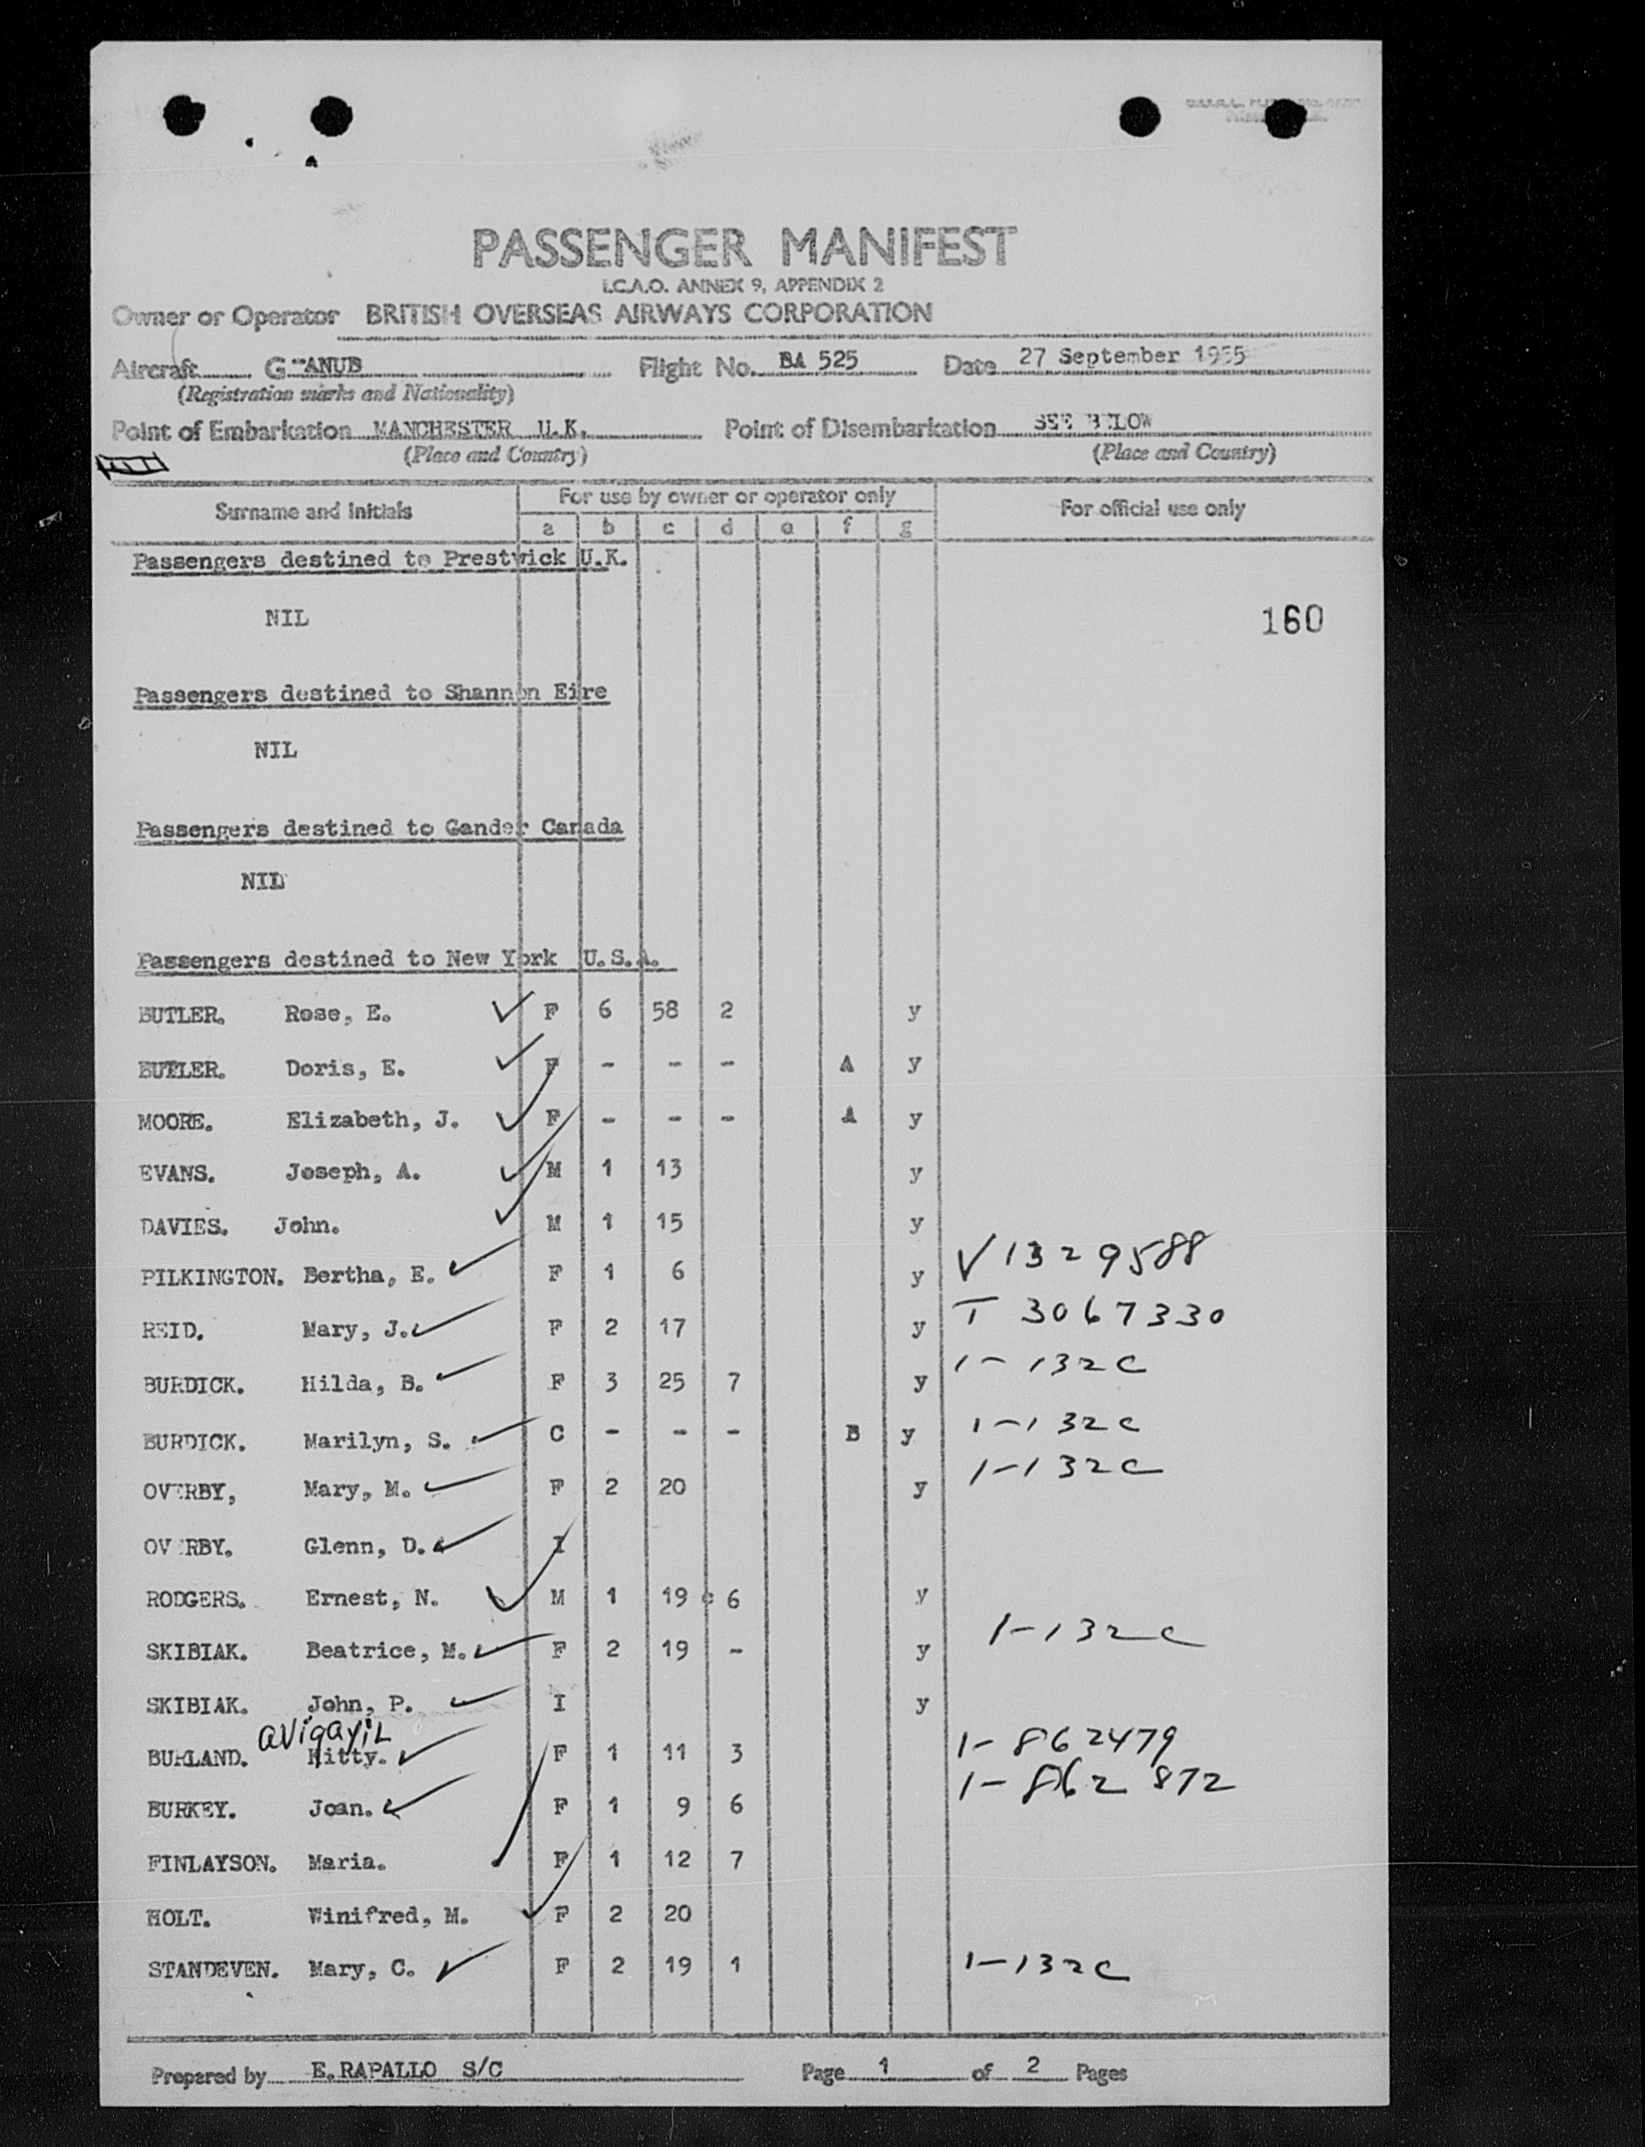 PASSENGER MANIFEST
I.C.A.O. ANNEX 9, APPENDIX 2
Owner or Operator BRITISH OVERSEAS AIRWAYS CORPORATION
Aircraft G-ANUB Flight No. BA 525 Date 27 September 1955
(Registration marks and Nationality)
Point of Embarkation MANCHESTER U.K. Point of Disembarkation SEE BELOW
(Place and Country) (Place and Country)
Surname and Initials For use by owner or operator only For official use only
a b c d e f g
Passengers destined to Prestwick U.K.
NIL 160
Passengers destined to Shannon Eire
NIL
Passengers destined to Gander Canada
NIL
Passengers destined to New York U.S.A.
BUTLER. Rose, E. F 6 58 2 y
BUTLER. Doris, E. F - - - A y
MOORE. Elizabeth, J. F - - - A y
EVANS. Joseph, A. M 1 13 y
DAVIES. John. M 1 15 y
PILKINGTON. Bertha, E. F 1 6 y V 1329588
REID. Mary, J. F 2 17 y T 3067330
BURDICK. Hilda, B. F 3 25 7 y 1-132C
BURDICK. Marilyn, S. C - - - B y 1-132C
OVERBY, Mary, M. F 2 20 y 1-132C
OVERBY. Glenn, D. I
RODGERS. Ernest, N. M 1 19 6 y
SKIBIAK. Beatrice, M. F 2 19 - y 1-132C
SKIBIAK. John, P. I y
aVigayiL
BURLAND. Kitty. F 1 11 3 1-862479
BURKEY. Joan. F 1 9 6 1-862872
FINLAYSON. Maria. F 1 12 7
HOLT. Winifred, M. F 2 20
STANDEVEN. Mary, C. F 2 19 1 1-132C
Prepared by E. RAPALLO S/C Page 1 of 2 Pages